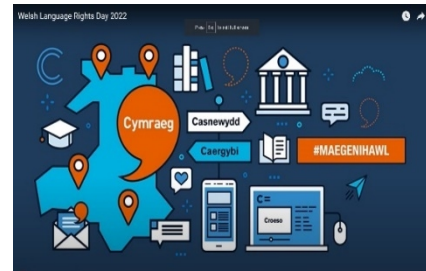 Welsh Language Rights Day 2022
Cymraeg
Casnewydd
Caergybi
#MAEGENIHAWL
Croeso